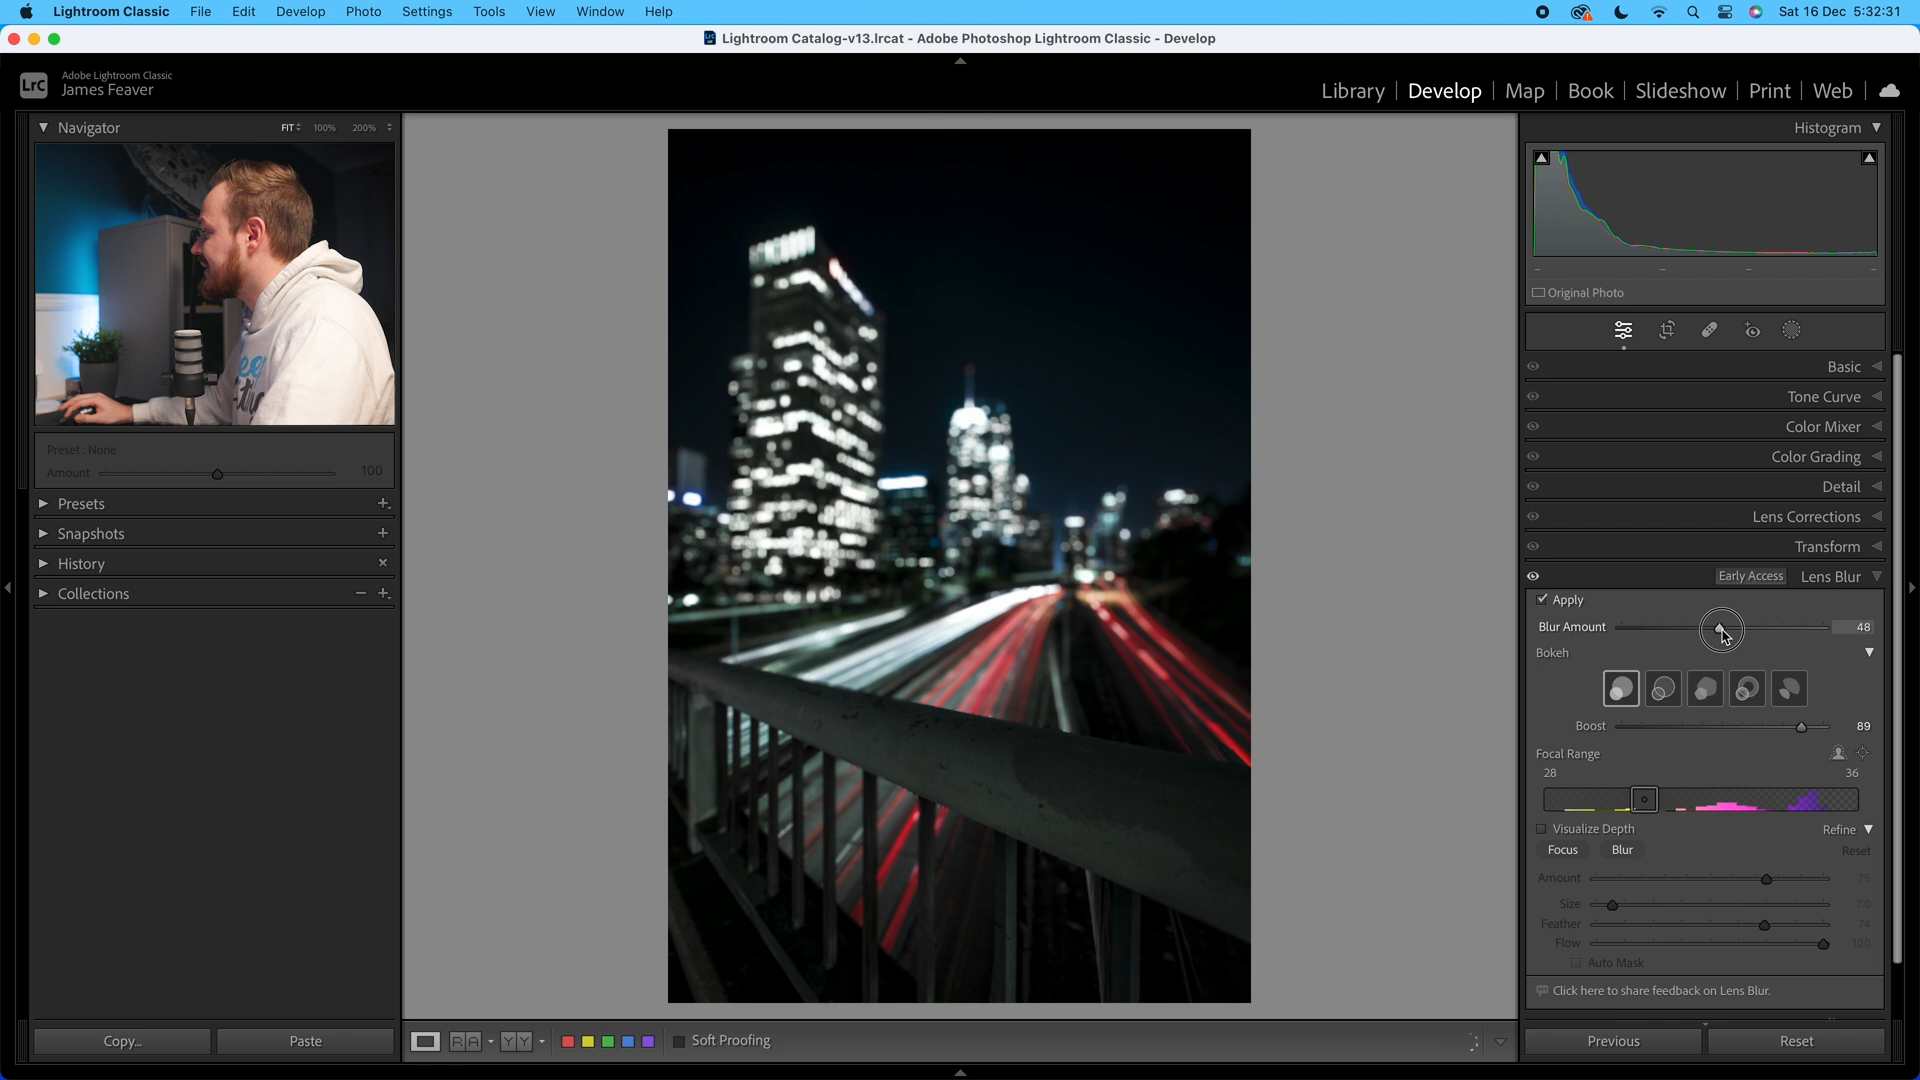 Lightroom Classic File Edit Develop Photo Settings Tools View Window Help Sat 16 Dec 5:32:31
Lightroom Catalog-v13.lrcat - Adobe Photoshop Lightroom Classic - Develop
LrC Adobe Lightroom Classic
James Feaver
Library | Develop | Map | Book | Slideshow | Print | Web
Navigator FIT 100% 200%
Histogram
Original Photo
Preset : None
Amount 100
Presets
Snapshots
History
Collections
Basic
Tone Curve
Color Mixer
Color Grading
Detail
Lens Corrections
Transform
Early Access Lens Blur
Apply
Blur Amount 48
Bokeh
Boost 89
Focal Range
28 36
Visualize Depth Refine
Focus Blur Reset
Amount 75
Size 7.0
Feather 74
Flow 100
Auto Mask
Click here to share feedback on Lens Blur.
Copy... Paste
R A Y Y Soft Proofing
Previous Reset